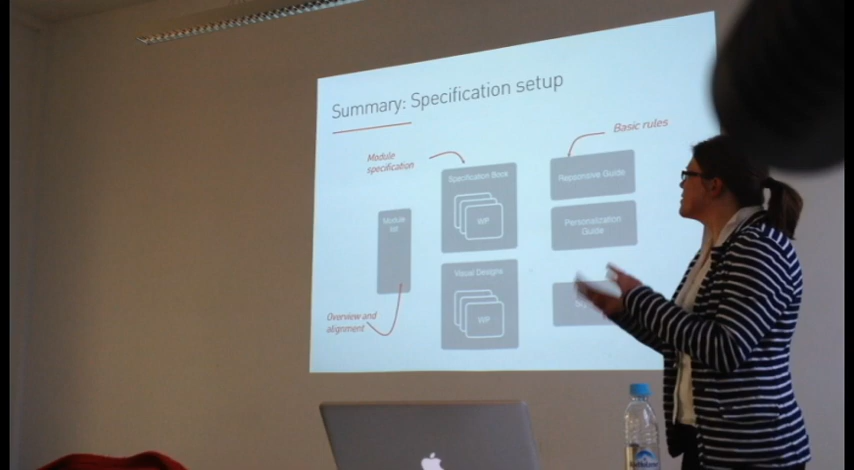 Summary: Specification setup
Basic rules
Module
specification
Specification Book
WP
Responsive Guide
Personalization
Guide
Module
list
Visual Designs
WP
Overview and
alignment